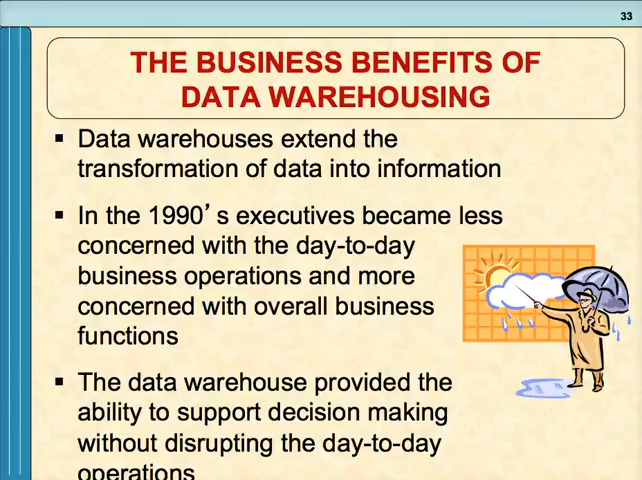 33
THE BUSINESS BENEFITS OF
DATA WAREHOUSING
▪ Data warehouses extend the
transformation of data into information
▪ In the 1990’s executives became less
concerned with the day-to-day
business operations and more
concerned with overall business
functions
▪ The data warehouse provided the
ability to support decision making
without disrupting the day-to-day
operations